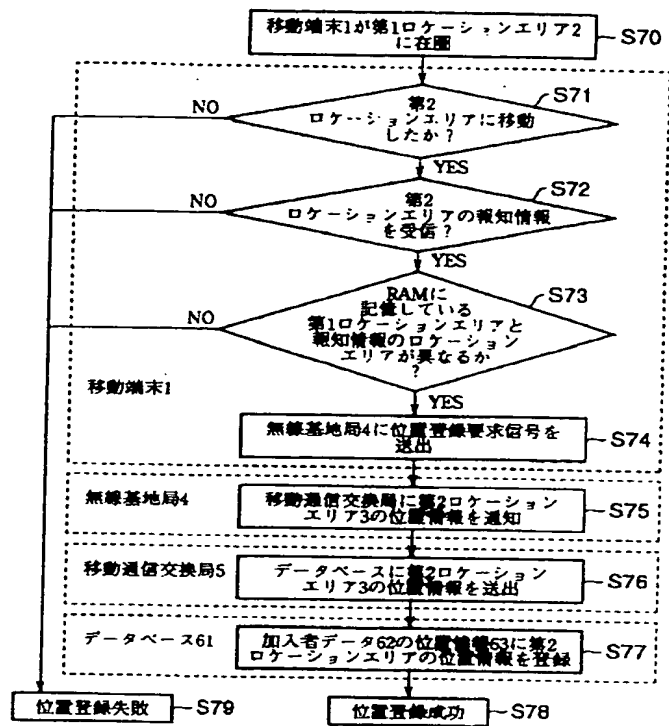 移動端末1が第1ロケーションエリア2
に在圏
S70
第2
ロケーションエリアに移動
したか?
S71
NO
YES
第2
ロケーションエリアの報知情報
を受信?
S72
NO
YES
RAMに
記憶している
第1ロケーションエリアと
報知情報のロケーション
エリアが異なるか
?
S73
NO
YES
移動端末1
無線基地局4に位置登録要求信号を
送出
S74
無線基地局4
移動通信交換局に第2ロケーション
エリア3の位置情報を通知
S75
移動通信交換局5
データベースに第2ロケーション
エリア3の位置情報を送出
S76
データベース61
加入者データ62の位置情報63に第2
ロケーションエリアの位置情報を登録
S77
位置登録失敗
S79
位置登録成功
S78